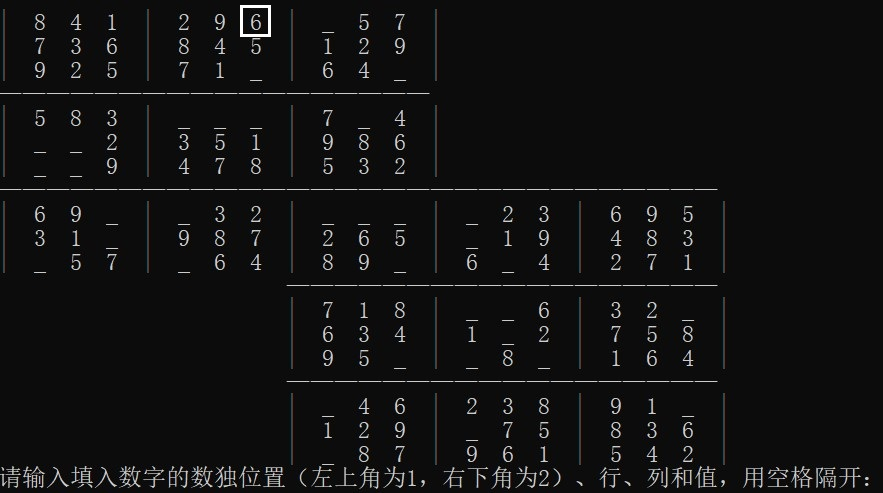 | 8 4 1 | 2 9 6 | _ 5 7 |
| 7 3 6 | 8 4 5 | 1 2 9 |
| 9 2 5 | 7 1 _ | 6 4 _ |
| 5 8 3 | _ _ _ | 7 _ 4 |
| _ _ 2 | 3 5 1 | 9 8 6 |
| _ _ 9 | 4 7 8 | 5 3 2 |
| 6 9 _ | _ 3 2 | _ _ _ | _ 2 3 | 6 9 5 |
| 3 1 _ | 9 8 7 | 2 6 5 | _ 1 9 | 4 8 3 |
| _ 5 7 | _ 6 4 | 8 9 _ | 6 _ 4 | 2 7 1 |
| 7 1 8 | _ _ 6 | 3 2 _ |
| 6 3 4 | 1 _ 2 | 7 5 8 |
| 9 5 _ | _ 8 _ | 1 6 4 |
| _ 4 6 | 2 3 8 | 9 1 _ |
| 1 2 9 | _ 7 5 | 8 3 6 |
| _ 8 7 | 9 6 1 | 5 4 2 |
请输入填入数字的数独位置（左上角为1，右下角为2）、行、列和值，用空格隔开：